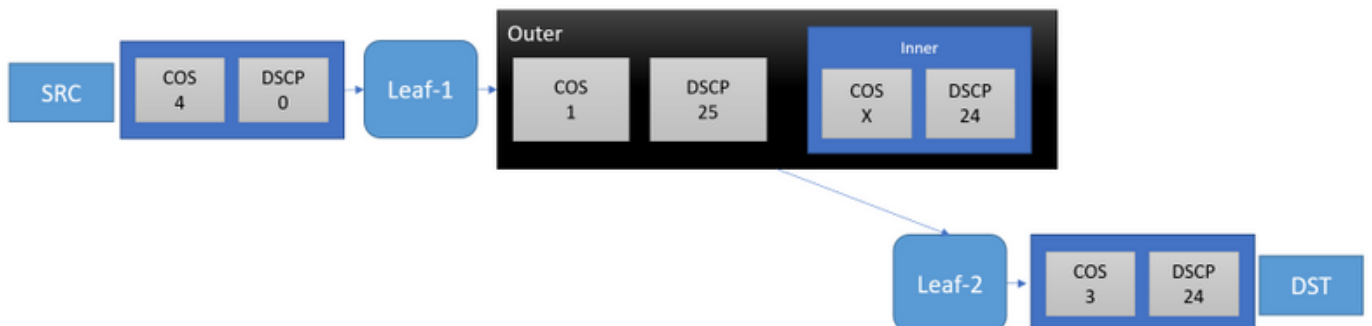 SRC
COS
4
DSCP
0
Leaf-1
Outer
COS
1
DSCP
25
Inner
COS
X
DSCP
24
Leaf-2
COS
3
DSCP
24
DST